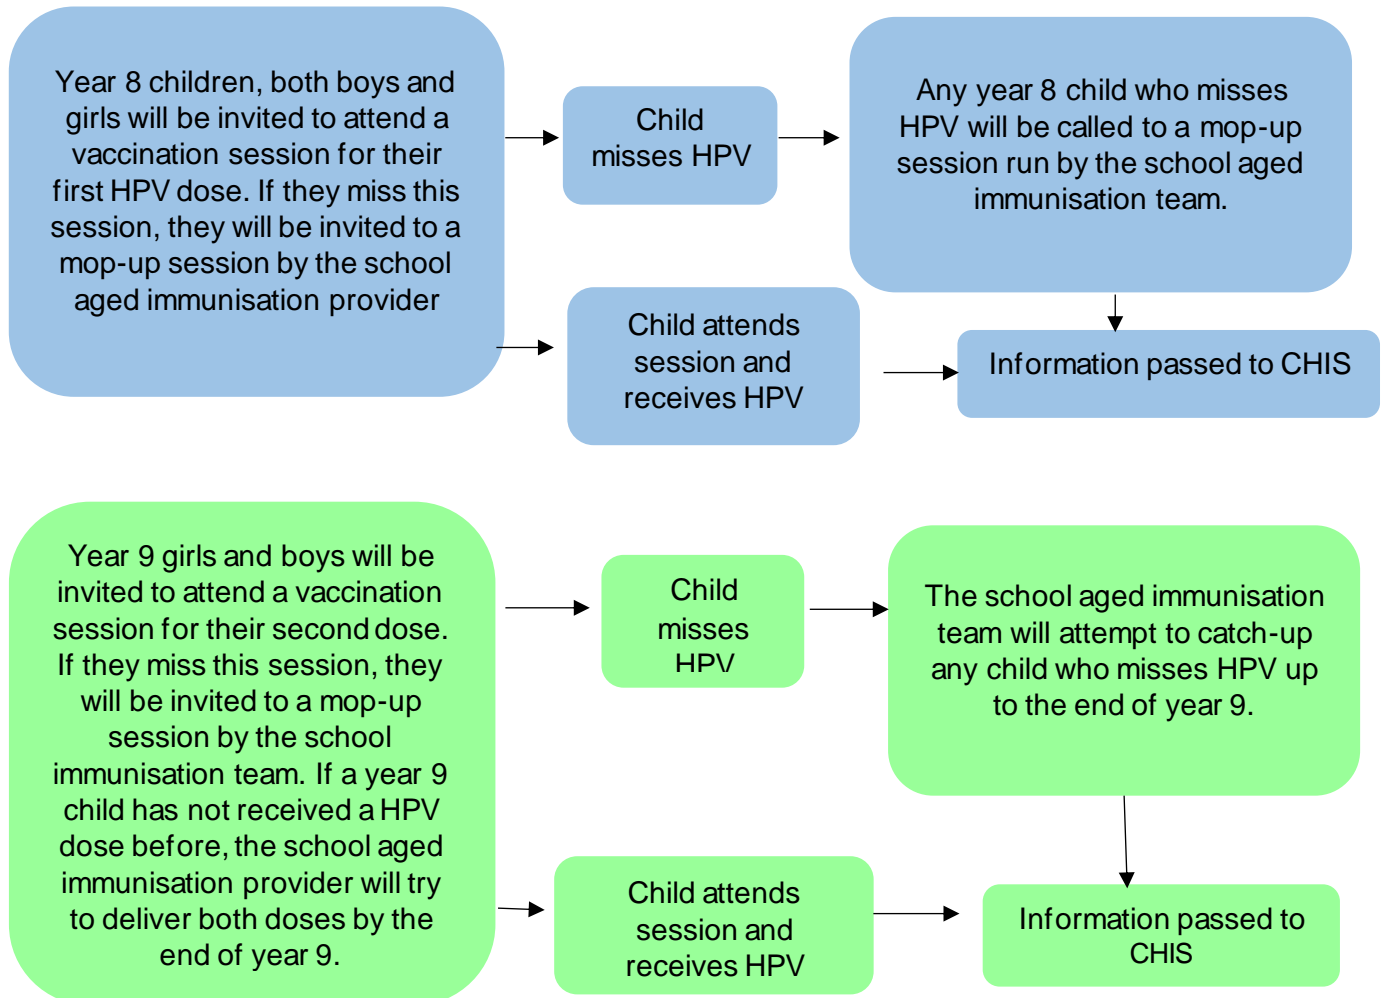 Year 8 children, both boys and
girls will be invited to attend a
vaccination session for their
first HPV dose. If they miss this
session, they will be invited to a
mop-up session by the school
aged immunisation provider
Child
misses HPV
Any year 8 child who misses
HPV will be called to a mop-up
session run by the school aged
immunisation team.
Child attends
session and
receives HPV
Information passed to CHIS
Year 9 girls and boys will be
invited to attend a vaccination
session for their second dose.
If they miss this session, they
will be invited to a mop-up
session by the school
immunisation team. If a year 9
child has not received a HPV
dose before, the school aged
immunisation provider will try
to deliver both doses by the
end of year 9.
Child
misses
HPV
The school aged immunisation
team will attempt to catch-up
any child who misses HPV up
to the end of year 9.
Child attends
session and
receives HPV
Information passed to
CHIS